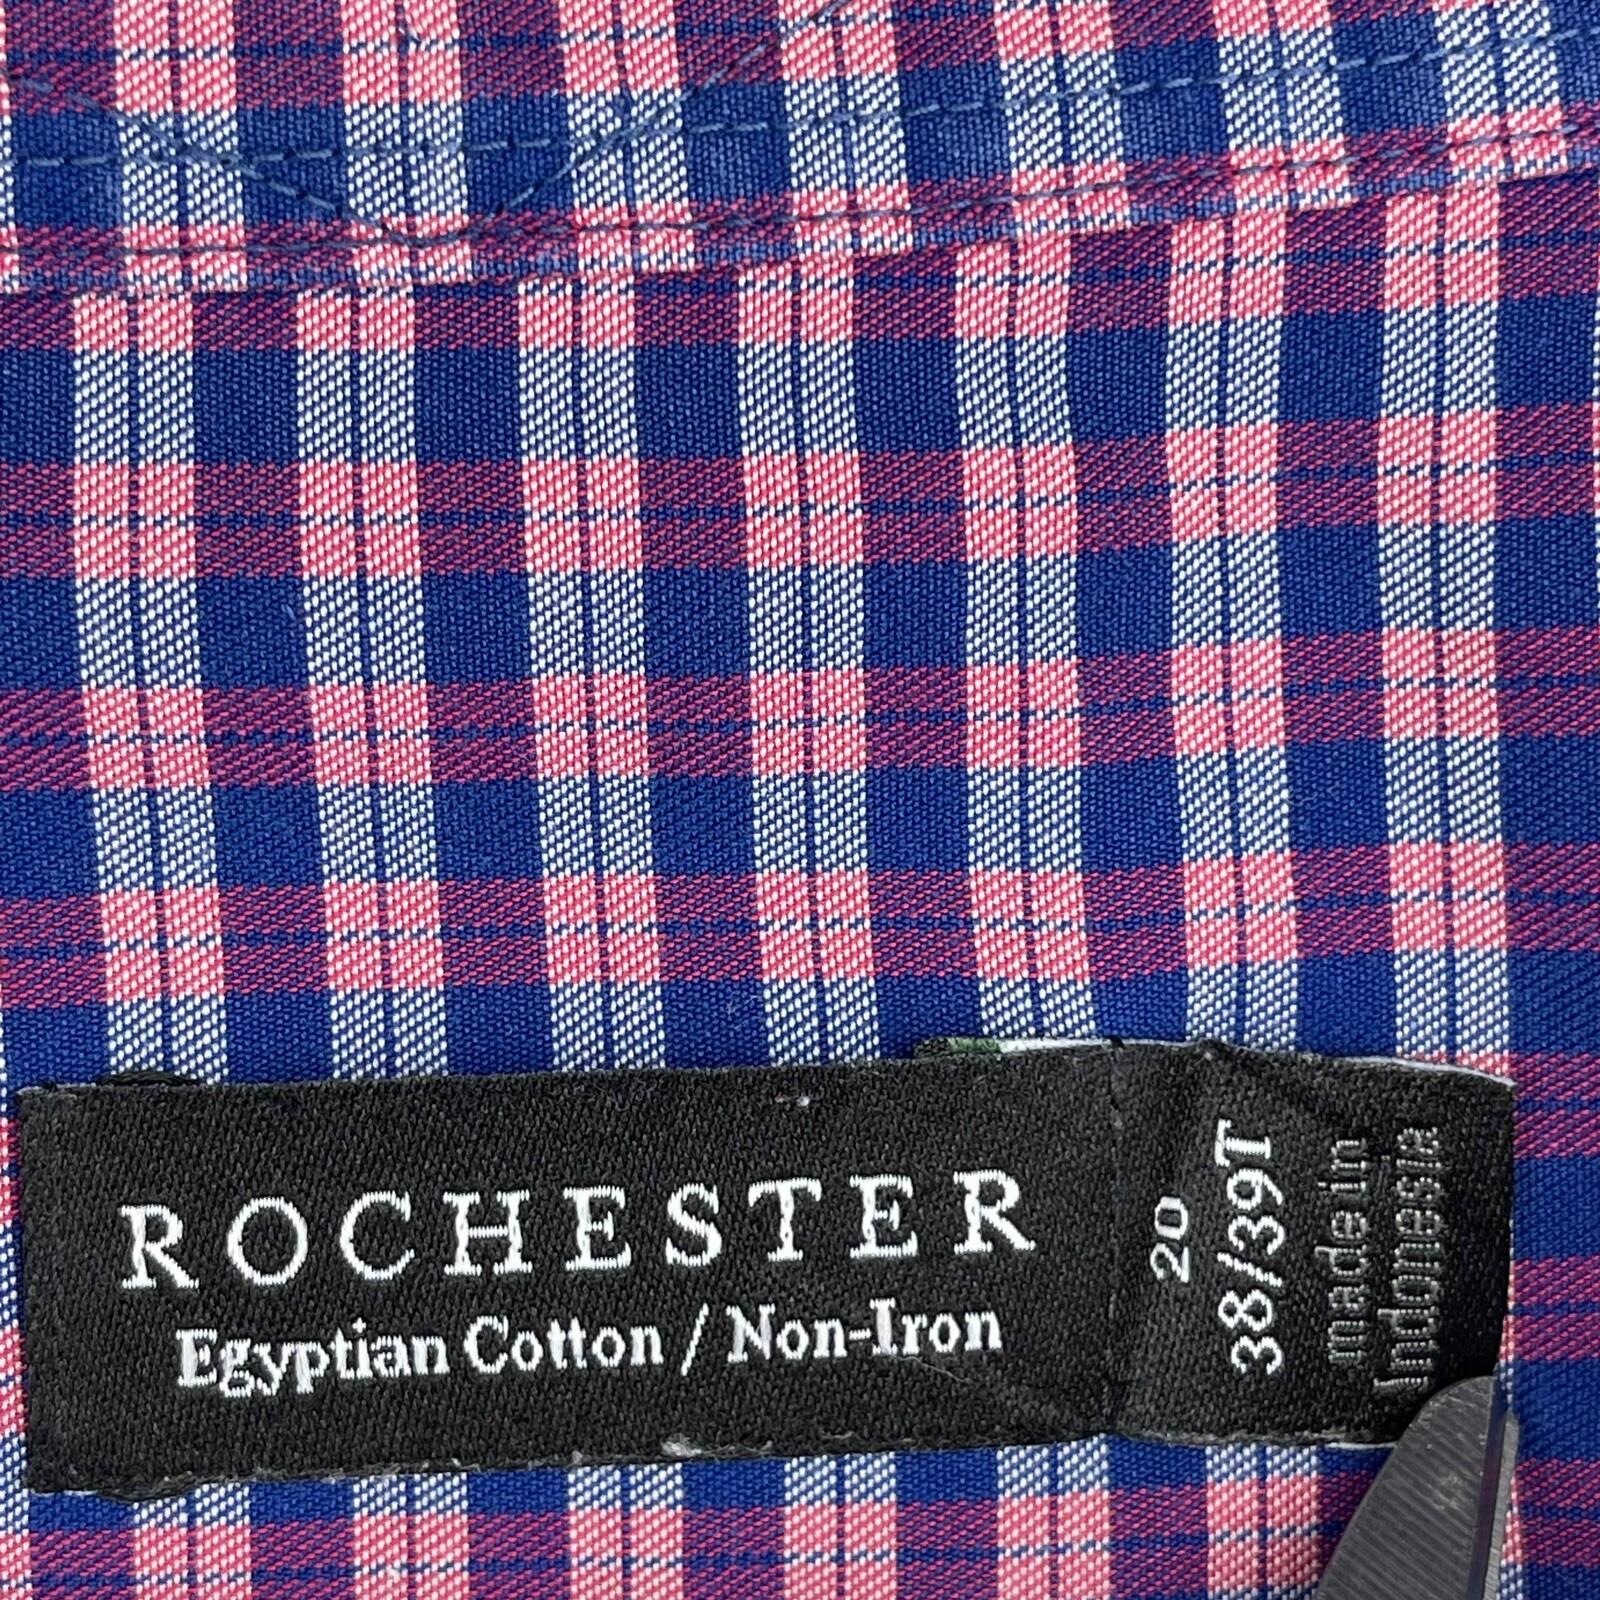 ROCHESTER
Egyptian Cotton / Non-Iron
20
38/39T
made in
Indonesia